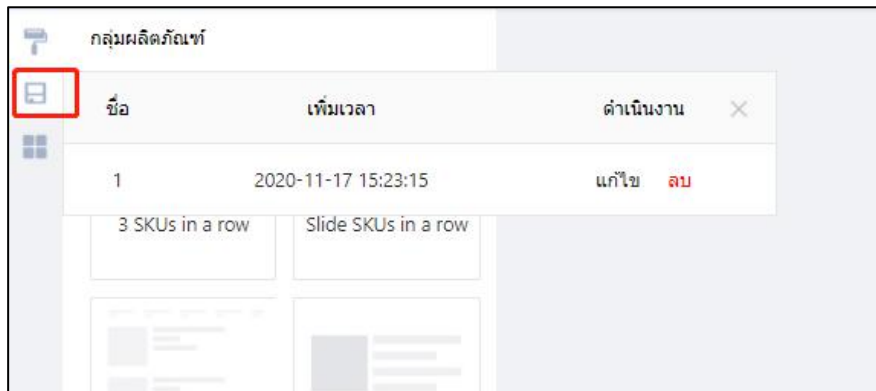 กลุ่มผลิตภัณฑ์
ชื่อ เพิ่มเวลา ดำเนินงาน
1 2020-11-17 15:23:15 แก้ไข ลบ
3 SKUs in a row Slide SKUs in a row